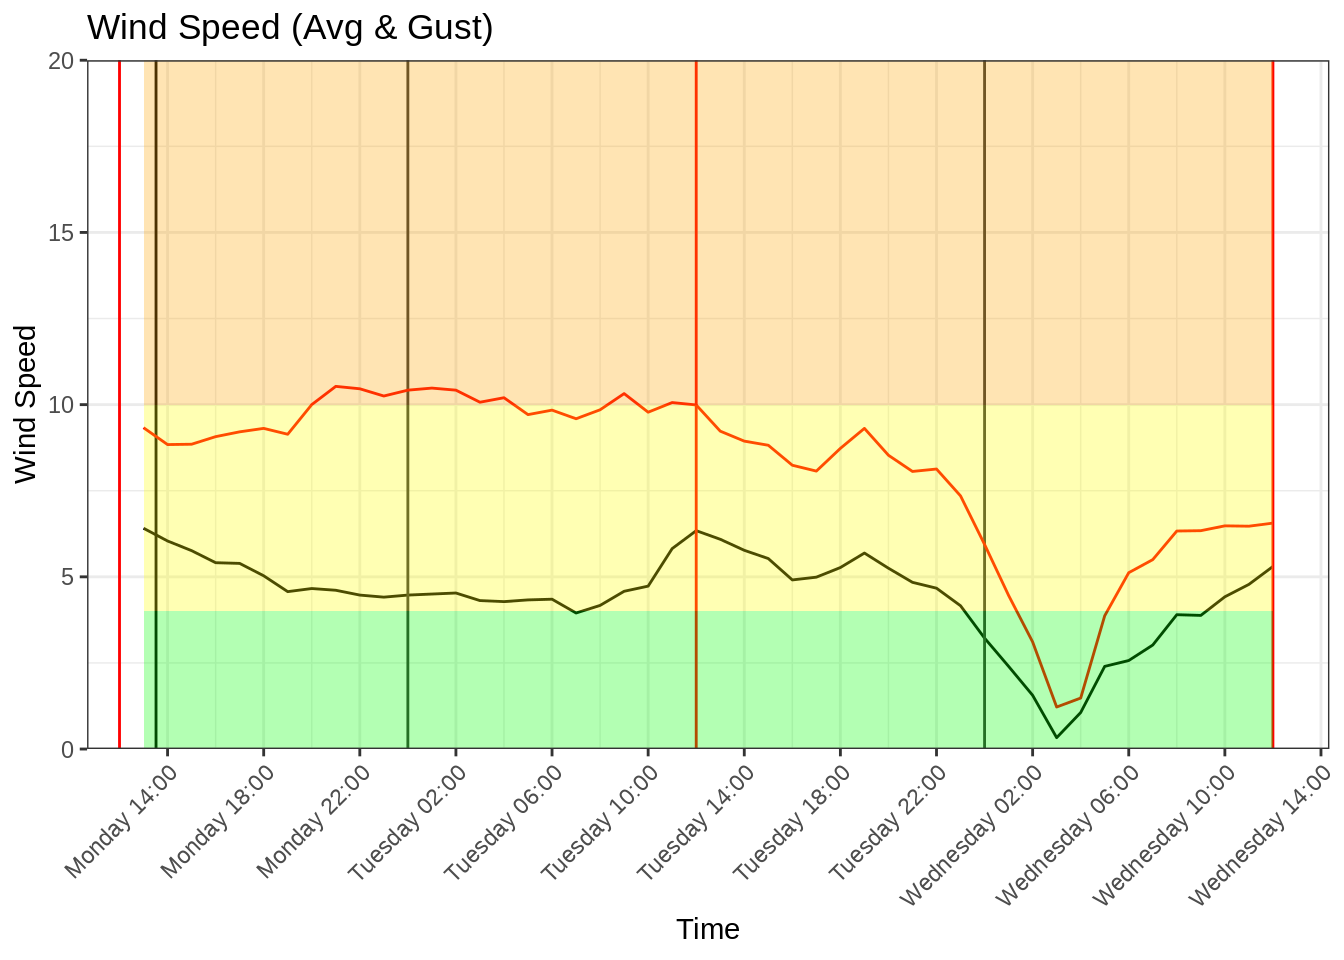 Wind Speed (Avg & Gust)
20
15
10
5
0
Wind Speed
Monday 14:00
Monday 18:00
Monday 22:00
Tuesday 02:00
Tuesday 06:00
Tuesday 10:00
Tuesday 14:00
Tuesday 18:00
Tuesday 22:00
Wednesday 02:00
Wednesday 06:00
Wednesday 10:00
Wednesday 14:00
Time